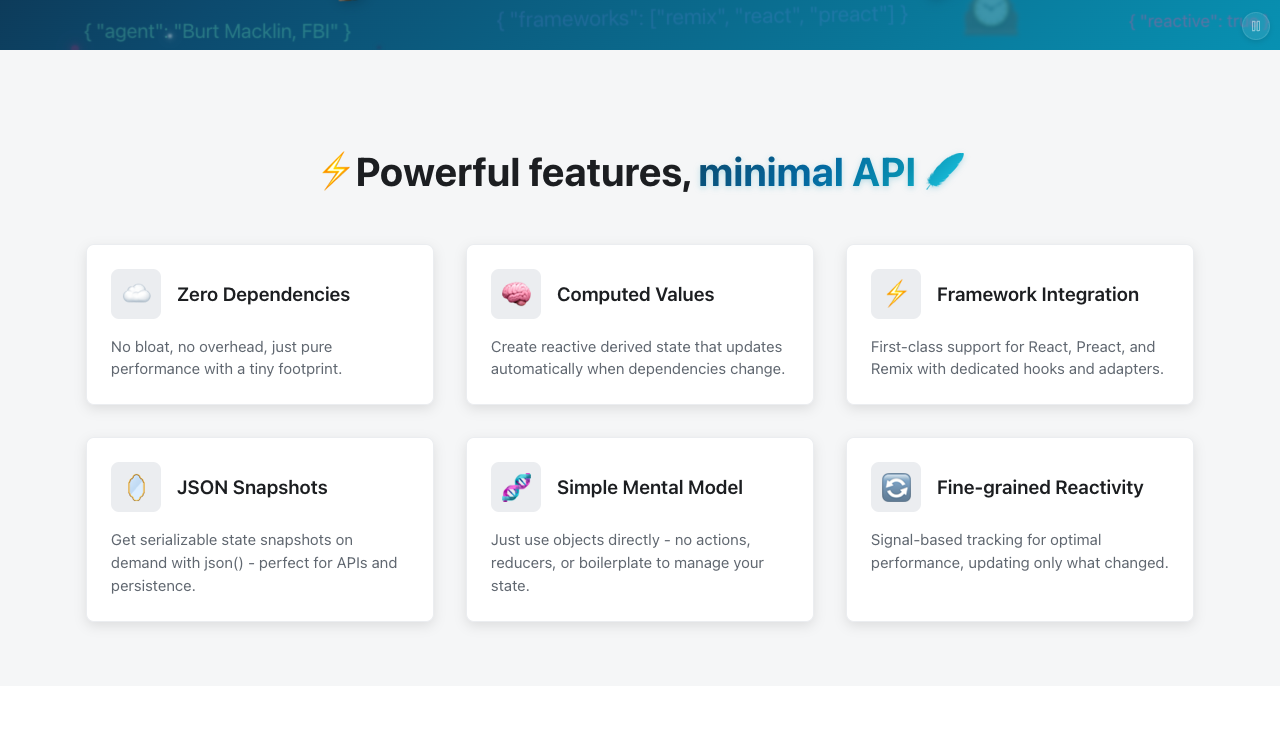 { "agent": "Burt Macklin, FBI" }
{ "frameworks": ["remix", "react", "preact"] }
{ "reactive":
Powerful features, minimal API
Zero Dependencies
No bloat, no overhead, just pure
performance with a tiny footprint.
Computed Values
Create reactive derived state that updates
automatically when dependencies change.
Framework Integration
First-class support for React, Preact, and
Remix with dedicated hooks and adapters.
JSON Snapshots
Get serializable state snapshots on
demand with json() - perfect for APIs and
persistence.
Simple Mental Model
Just use objects directly - no actions,
reducers, or boilerplate to manage your
state.
Fine-grained Reactivity
Signal-based tracking for optimal
performance, updating only what changed.